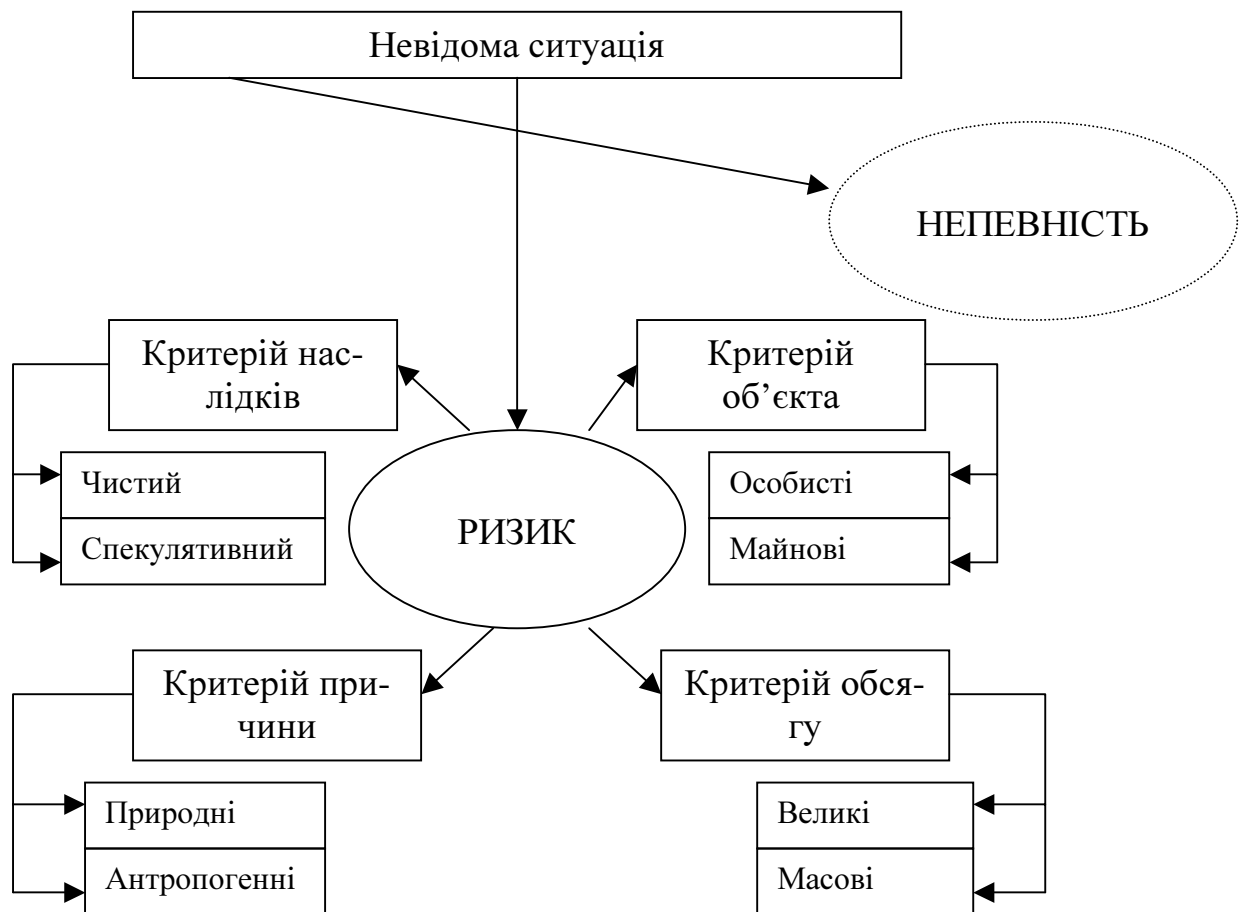 Невідома ситуація
НЕПЕВНІСТЬ
Критерій нас-
лідків
Критерій
об’єкта
Чистий
Спекулятивний
РИЗИК
Особисті
Майнові
Критерій при-
чини
Критерій обся-
гу
Природні
Антропогенні
Великі
Масові